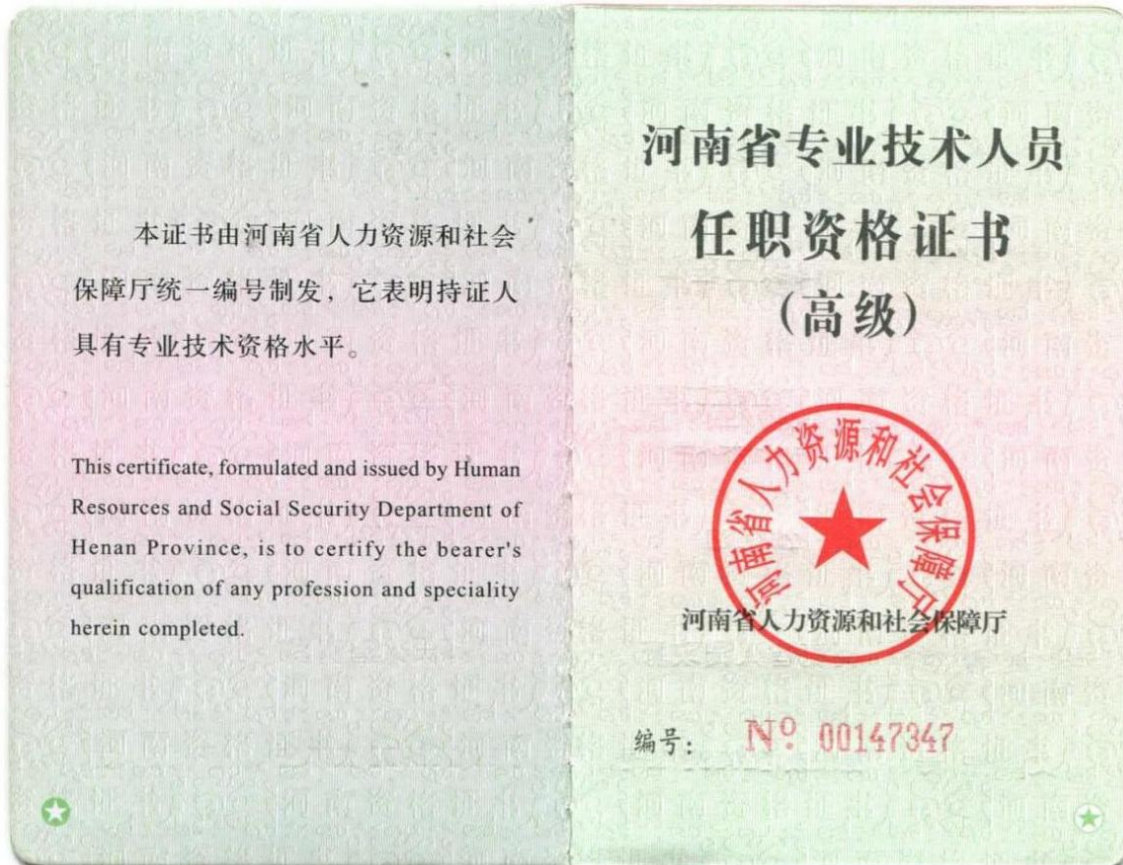 本证书由河南省人力资源和社会
保障厅统一编号制发，它表明持证人
具有专业技术资格水平。
This certificate, formulated and issued by Human
Resources and Social Security Department of
Henan Province, is to certify the bearer's
qualification of any profession and speciality
herein completed.
河南省专业技术人员
任职资格证书
(高级)
河南省人力资源和社会保障厅
河南省人力资源和社会保障厅
编号： Nº 00147347